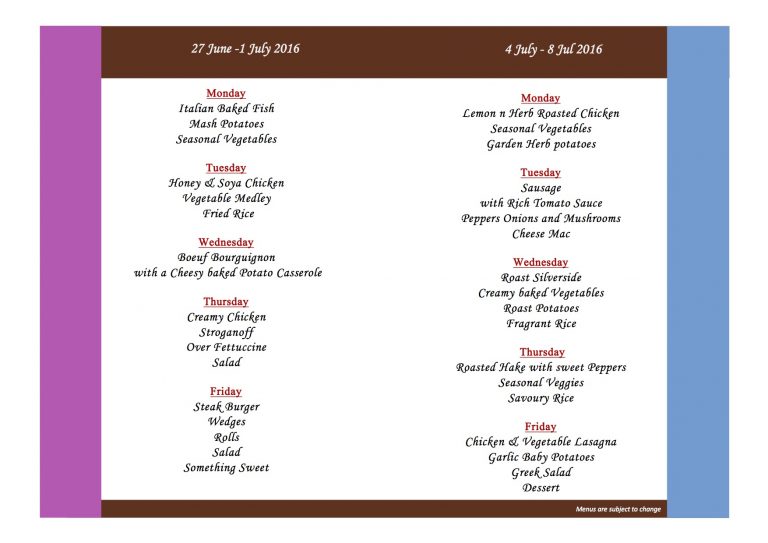 27 June -1 July 2016
Monday
Italian Baked Fish
Mash Potatoes
Seasonal Vegetables
Tuesday
Honey & Soya Chicken
Vegetable Medley
Fried Rice
Wednesday
Boeuf Bourguignon
with a Cheesy baked Potato Casserole
Thursday
Creamy Chicken
Stroganoff
Over Fettuccine
Salad
Friday
Steak Burger
Wedges
Rolls
Salad
Something Sweet
4 July - 8 Jul 2016
Monday
Lemon n Herb Roasted Chicken
Seasonal Vegetables
Garden Herb potatoes
Tuesday
Sausage
with Rich Tomato Sauce
Peppers Onions and Mushrooms
Cheese Mac
Wednesday
Roast Silverside
Creamy baked Vegetables
Roast Potatoes
Fragrant Rice
Thursday
Roasted Hake with sweet Peppers
Seasonal Veggies
Savoury Rice
Friday
Chicken & Vegetable Lasagna
Garlic Baby Potatoes
Greek Salad
Dessert
Menus are subject to change